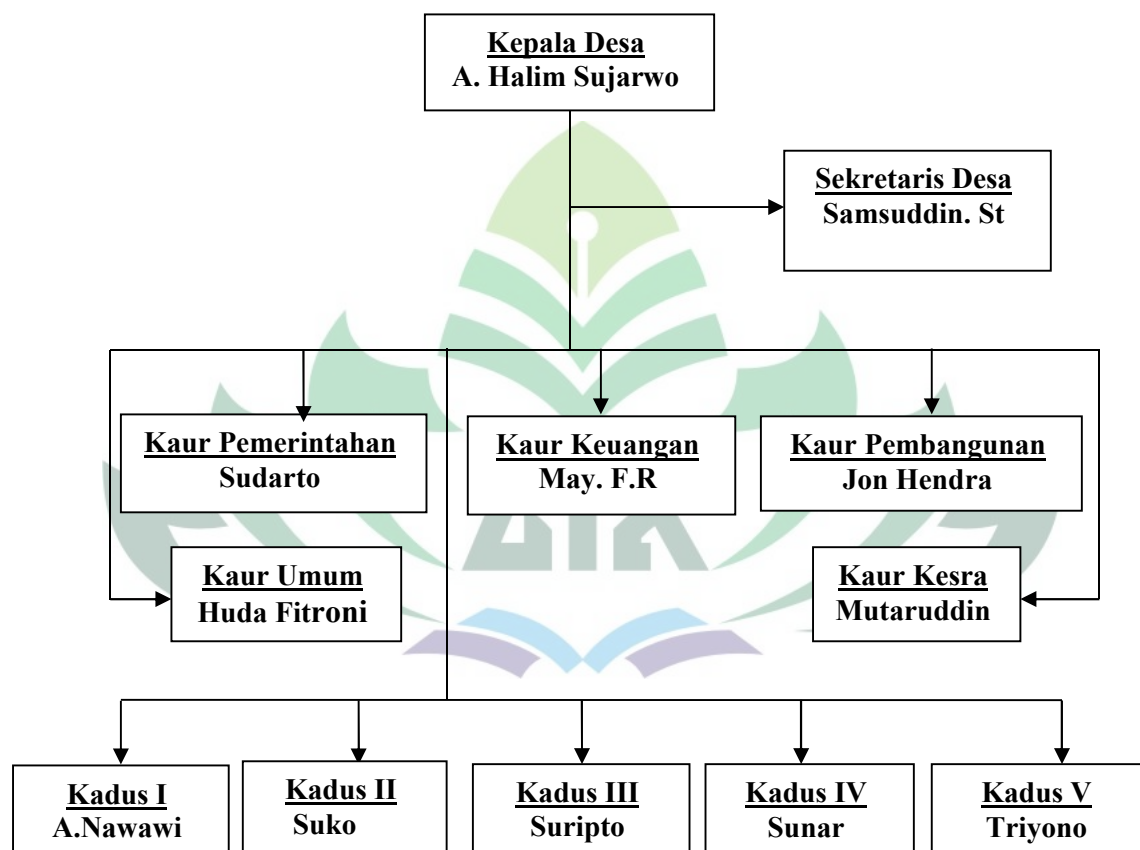 Kepala Desa
A. Halim Sujarwo
Sekretaris Desa
Samsuddin. St
Kaur Pemerintahan
Sudarto
Kaur Keuangan
May. F.R
Kaur Pembangunan
Jon Hendra
Kaur Umum
Huda Fitroni
Kaur Kesra
Mutaruddin
Kadus I
A.Nawawi
Kadus II
Suko
Kadus III
Suripto
Kadus IV
Sunar
Kadus V
Triyono